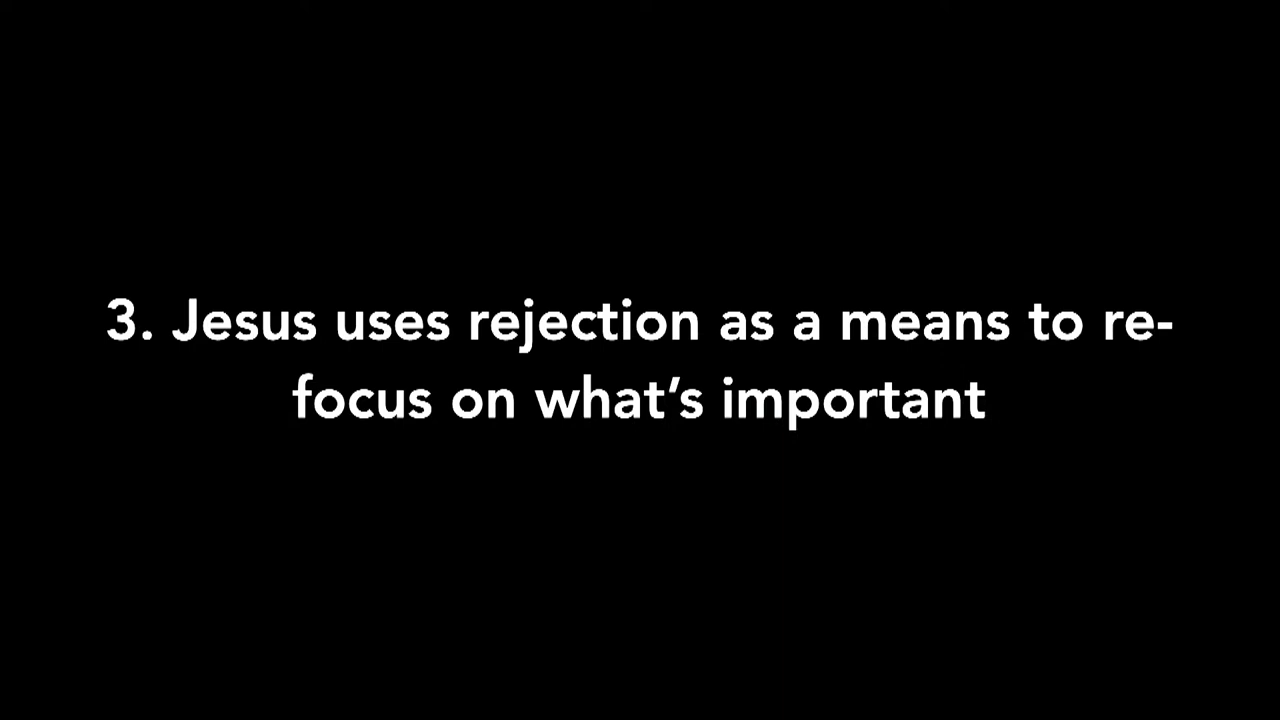 3. Jesus uses rejection as a means to re-
focus on what’s important